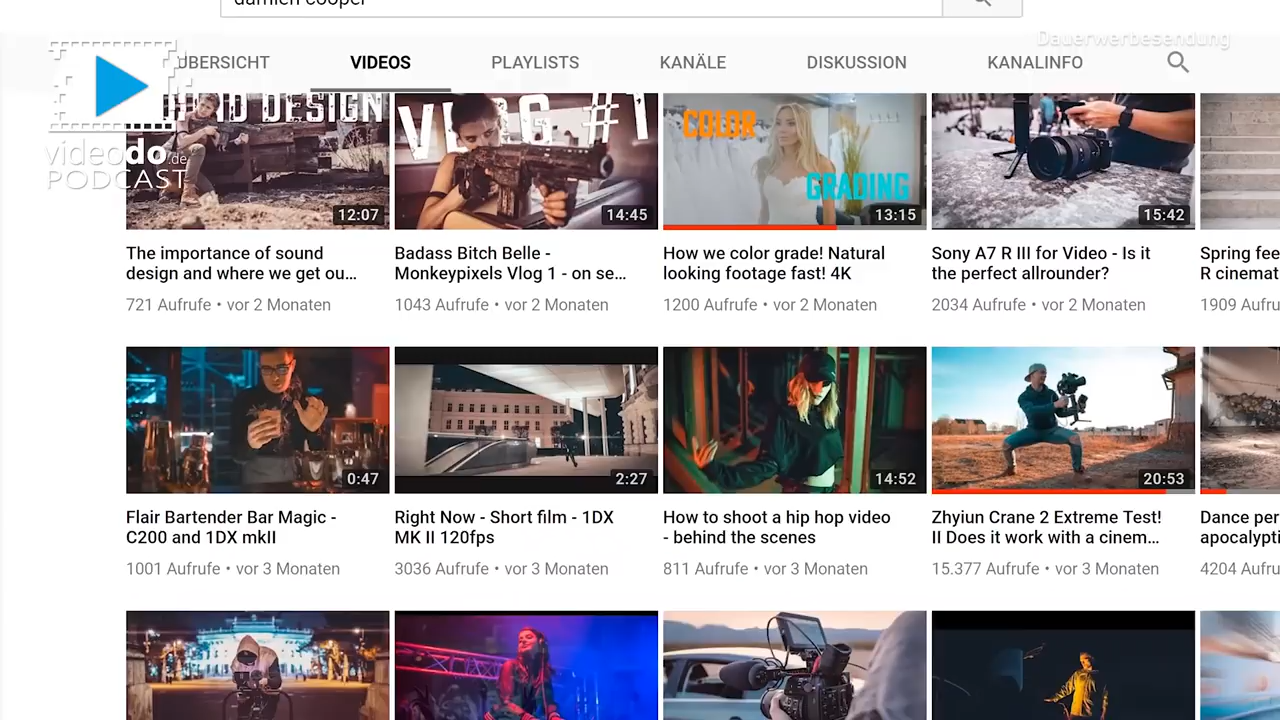 damien cooper
Dauerwerbesendung
ÜBERSICHT
VIDEOS
PLAYLISTS
KANÄLE
DISKUSSION
KANALINFO
videodo.de
PODCAST
DESIGN
VLOG #1
COLOR
GRADING
12:07
14:45
13:15
15:42
The importance of sound
design and where we get ou...
721 Aufrufe • vor 2 Monaten
Badass Bitch Belle -
Monkeypixels Vlog 1 - on se...
1043 Aufrufe • vor 2 Monaten
How we color grade! Natural
looking footage fast! 4K
1200 Aufrufe • vor 2 Monaten
Sony A7 R III for Video - Is it
the perfect allrounder?
2034 Aufrufe • vor 2 Monaten
Spring fee
R cinemat
1909 Aufru
0:47
2:27
14:52
20:53
Flair Bartender Bar Magic -
C200 and 1DX mkII
1001 Aufrufe • vor 3 Monaten
Right Now - Short film - 1DX
MK II 120fps
3036 Aufrufe • vor 3 Monaten
How to shoot a hip hop video
- behind the scenes
811 Aufrufe • vor 3 Monaten
Zhyiun Crane 2 Extreme Test!
II Does it work with a cinem...
15.377 Aufrufe • vor 3 Monaten
Dance per
apocalypti
4204 Aufru